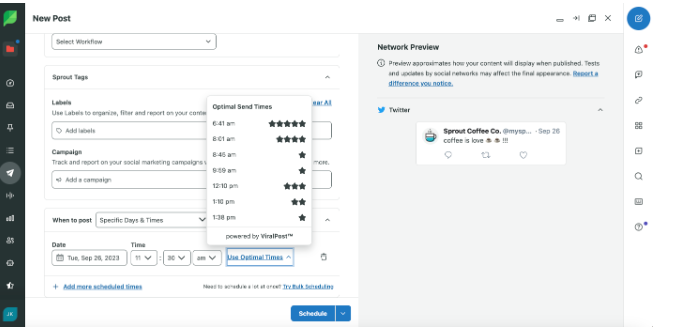 New Post
Select Workflow
Sprout Tags
Labels
Use Labels to organize, filter and report on your conte
ear All
Add labels
Campaign
Track and report on your social marketing campaigns
more.
Add a campaign
When to post
Specific Days & Times
Date
Time
Tue, Sep 26, 2023
11
:
30
am
Use Optimal Times
Add more scheduled times
Need to schedule a lot at once? Try Bulk Scheduling
Schedule
Optimal Send Times
6:41 am
8:01 am
8:45 am
9:59 am
12:10 pm
1:10 pm
1:38 pm
powered by ViralPost™
Network Preview
Preview approximates how your content will display when published. Tests
and updates by social networks may affect the final appearance. Report a
difference you notice.
Twitter
Sprout Coffee Co. @mysp... · Sep 26
coffee is love !!!
JK